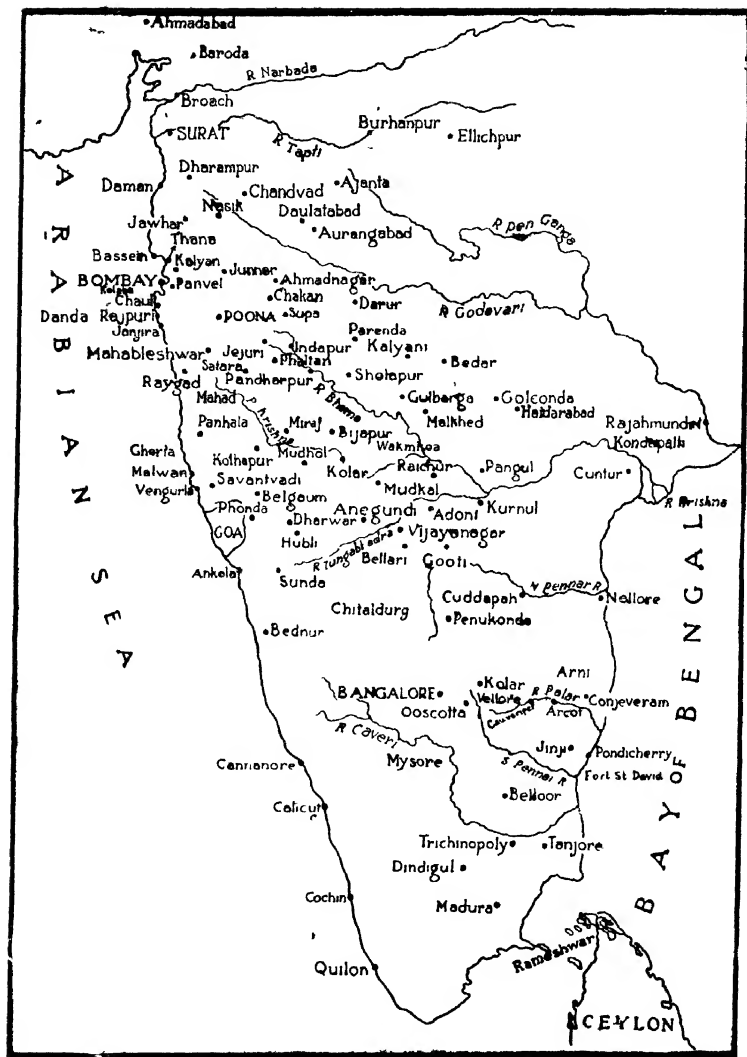 Ahmadabad
Baroda
R Narbada
Broach
SURAT
R Tapti
Burhanpur
Ellichpur
Dharampur
Daman
Chandvad
Ajanta
Nasik
Daulatabad
Jawhar
Aurangabad
R Pen Ganga
Thana
Bassein
Kalyan
Junner
BOMBAY
Panvel
Ahmadnagar
Chakan
Chaul
Darur
R Godavari
Danda Rajpuri
POONA
Supa
Janjira
Parenda
Mahableshwar
Jejuri
Indapur
Kalyani
Phaltan
Bedar
Satara
Raygad
Pandharpur
R Bhima
Sholapur
Mahad
Gulbarga
Golconda
Malkhed
Haidarabad
Rajahmundri
R Krishna
Panhala
Miraj
Bijapur
Kondapalli
Gherta
Kolhapur
Mudhol
Kolar
Raichur
Pangul
Cuntur
Malwan
Savantvadi
Mudkal
Vengurla
Belgaum
R Krishna
Phonda
Anegundi
Adoni
Kurnul
GOA
Dharwar
Vijayanagar
Hubli
R Tungabhadra
Bellari
Gooti
Ankola
Sunda
N Pennar R
Cuddapah
Nellore
Chitaldurg
Penukonda
Bednur
Arni
Kolar
BANGALORE
Vellore
R Palar
Conjeveram
Ooscotta
Arcot
R Caveri
Jinji
Pondicherry
Cannanore
Mysore
S Pennar R
Fort St David
Belloor
Calicut
Trichinopoly
Tanjore
Dindigul
Cochin
Madura
Rameshwar
Quilon
CEYLON
ARABIAN SEA
BAY OF BENGAL